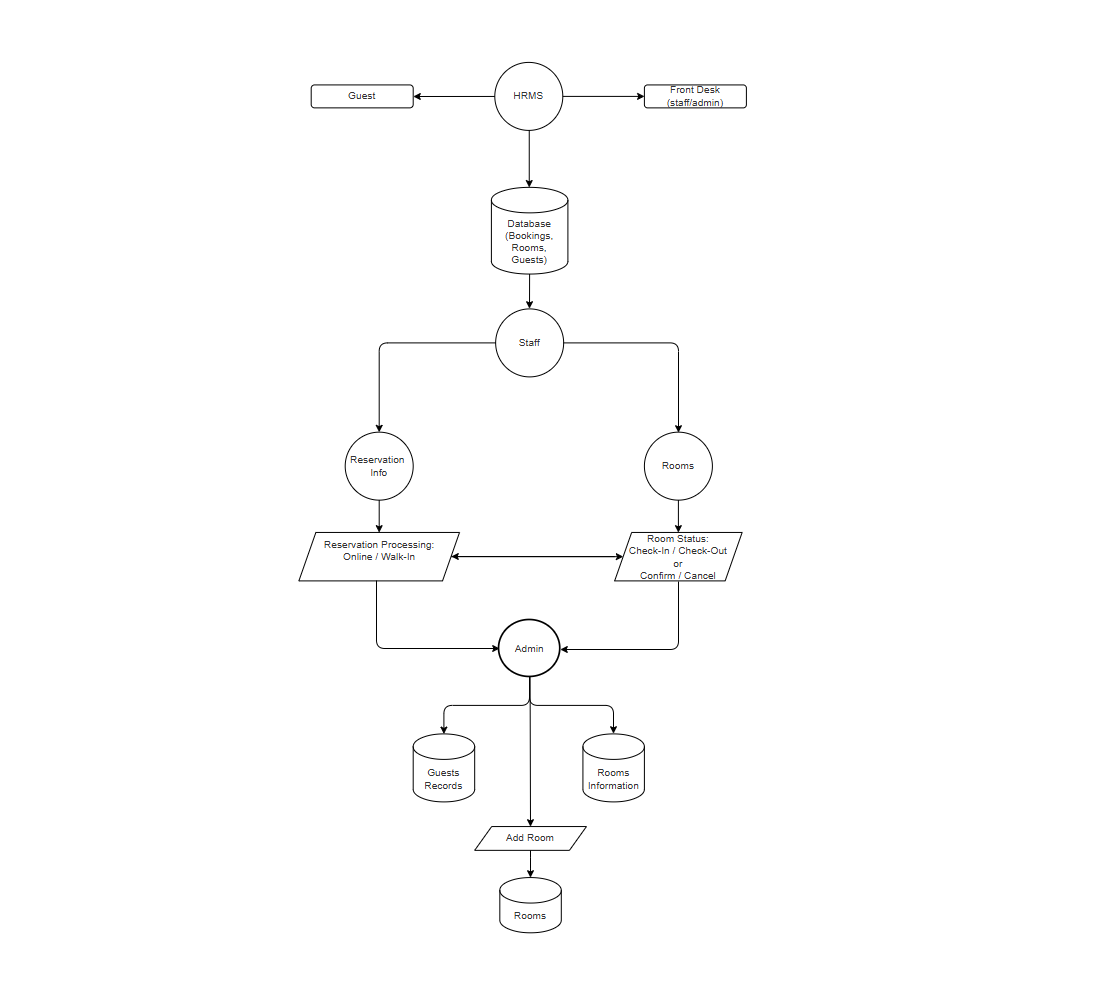 Guest
HRMS
Front Desk
(staff/admin)
Database
(Bookings,
Rooms,
Guests)
Staff
Reservation
Info
Rooms
Reservation Processing:
Online / Walk-In
Room Status:
Check-In / Check-Out
or
Confirm / Cancel
Admin
Guests
Records
Rooms
Information
Add Room
Rooms